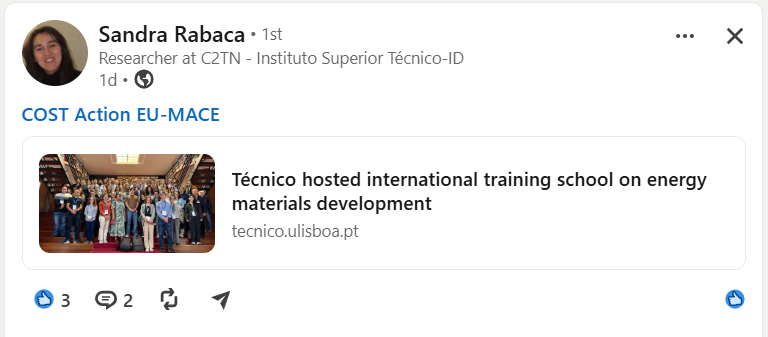 Sandra Rabaca • 1st
Researcher at C2TN - Instituto Superior Técnico-ID
1d •
COST Action EU-MACE
Técnico hosted international training school on energy
materials development
tecnico.ulisboa.pt
3
2